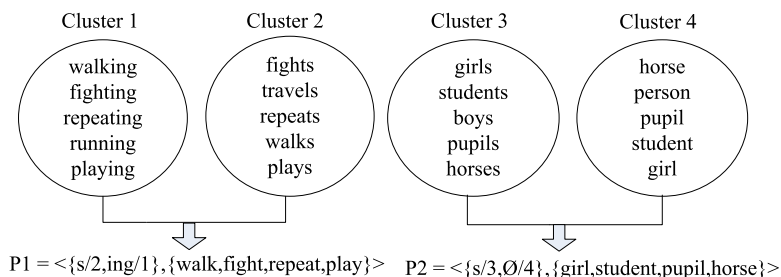 Cluster 1
Cluster 2
Cluster 3
Cluster 4
walking
fighting
repeating
running
playing
fights
travels
repeats
walks
plays
girls
students
boys
pupils
horses
horse
person
pupil
student
girl
P1 = <{s/2,ing/1},{walk,fight,repeat,play}>
P2 = <{s/3,Ø/4},{girl,student,pupil,horse}>